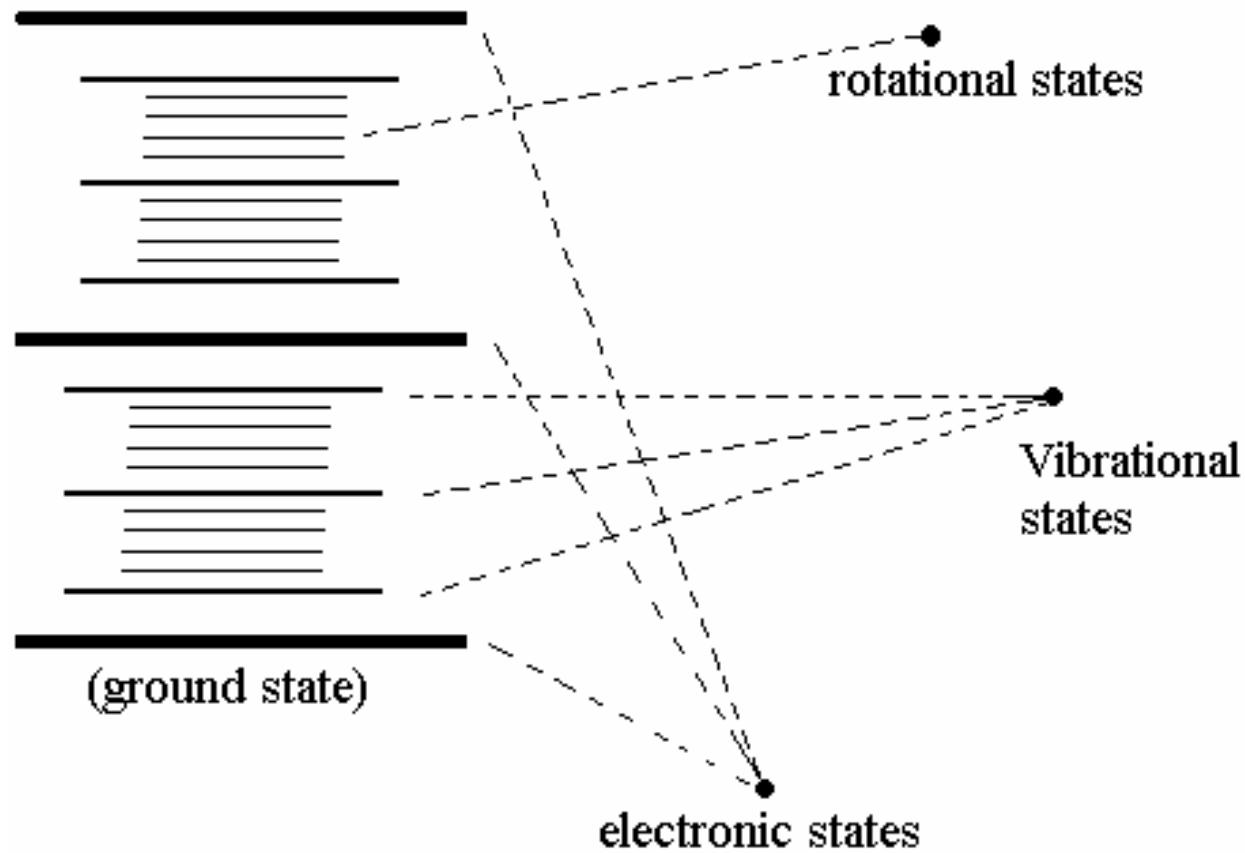 rotational states
Vibrational
states
(ground state)
electronic states